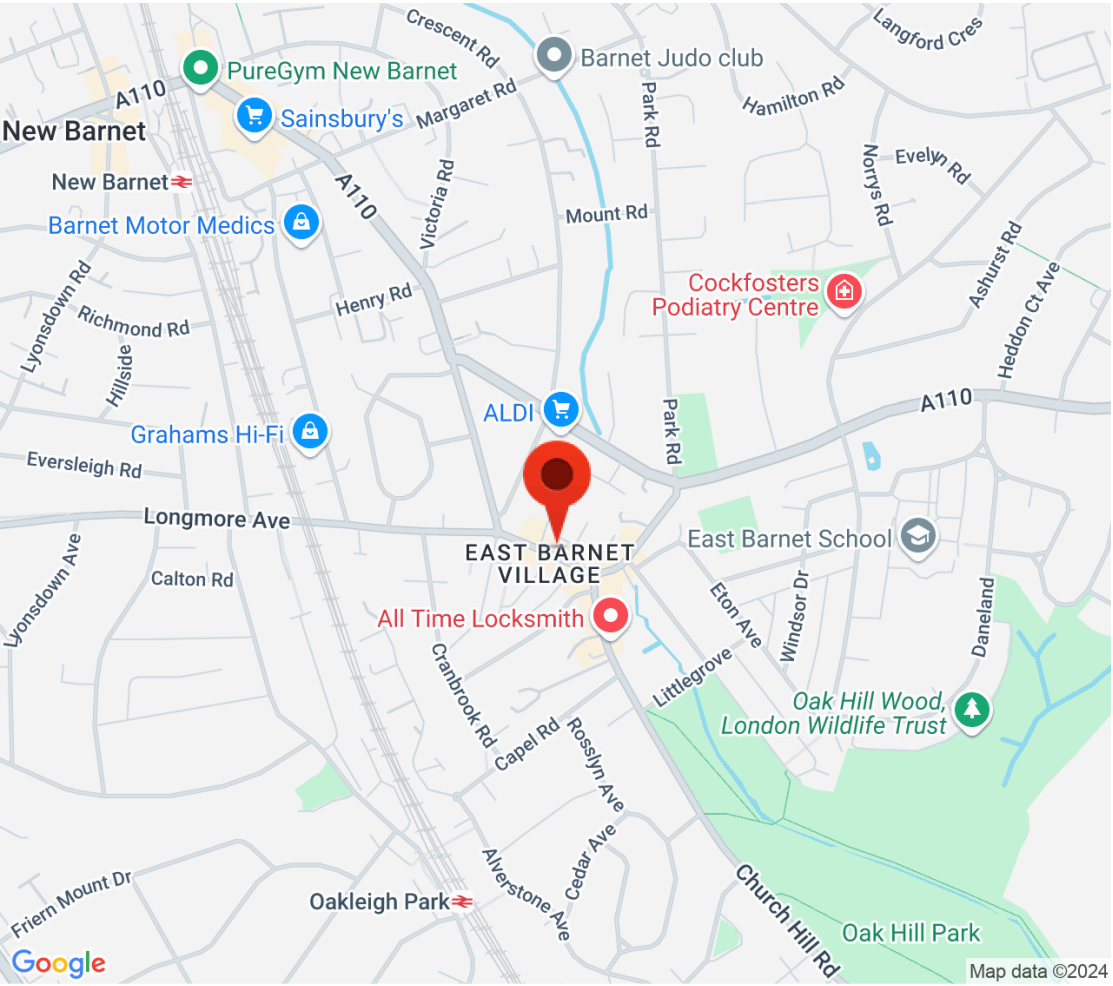 Crescent Rd
Langford Cres
Barnet Judo club
PureGym New Barnet
A110
Hamilton Rd
Park Rd
Margaret Rd
Sainsbury's
New Barnet
Evelyn Rd
Norrys Rd
New Barnet
A110
Victoria Rd
Mount Rd
Barnet Motor Medics
Ashurst Rd
Heddon Ct Ave
Cockfosters
Podiatry Centre
Lyonsdown Rd
Henry Rd
Richmond Rd
Hillside
A110
ALDI
Park Rd
Grahams Hi-Fi
Eversleigh Rd
Longmore Ave
EAST BARNET
VILLAGE
East Barnet School
Calton Rd
Lyonsdown Ave
All Time Locksmith
Eton Ave
Windsor Dr
Daneland
Cranbrook Rd
Littlegrove
Oak Hill Wood,
London Wildlife Trust
Capel Rd
Rosslyn Ave
Cedar Ave
Alverstone Ave
Friern Mount Dr
Oakleigh Park
Church Hill Rd
Oak Hill Park
Google
Map data ©2024